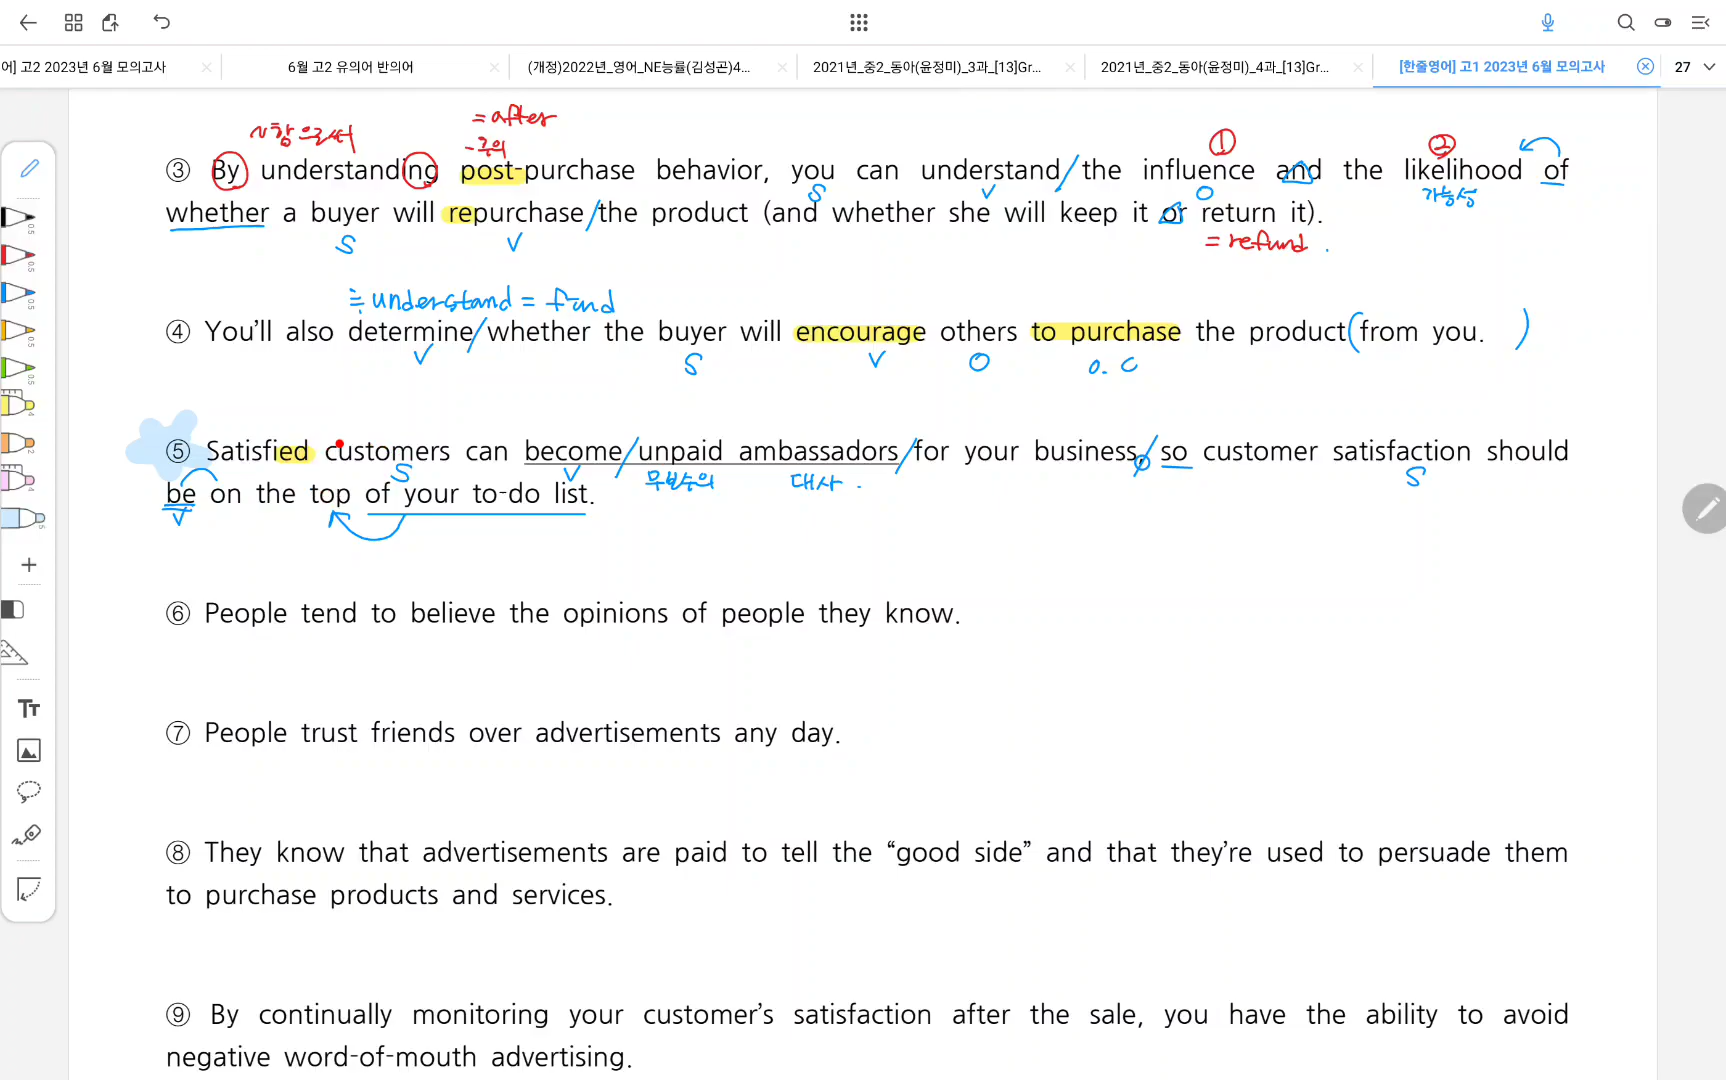 어] 고2 2023년 6월 모의고사
6월 고2 유의어 반의어
(개정)2022년_영어_NE능률(김성곤)4...
2021년_중2_동아(윤정미)_3과_[13]Gr...
2021년_중2_동아(윤정미)_4과_[13]Gr...
[한줄영어] 고1 2023년 6월 모의고사
27
= after
~함으로써
① ②
③ By understanding post-purchase behavior, you can understand/the influence and the likelihood of
S V O 가능성
whether a buyer will repurchase/the product (and whether she will keep it or return it).
S V = refund.
≒ understand = find
④ You’ll also determine/whether the buyer will encourage others to purchase the product(from you. )
V S V O O.C
⑤ Satisfied customers can become/unpaid ambassadors/for your business,/so customer satisfaction should
S V 무보수의 대사. S
be on the top of your to-do list.
V
⑥ People tend to believe the opinions of people they know.
⑦ People trust friends over advertisements any day.
⑧ They know that advertisements are paid to tell the “good side” and that they’re used to persuade them
to purchase products and services.
⑨ By continually monitoring your customer’s satisfaction after the sale, you have the ability to avoid
negative word-of-mouth advertising.
TT